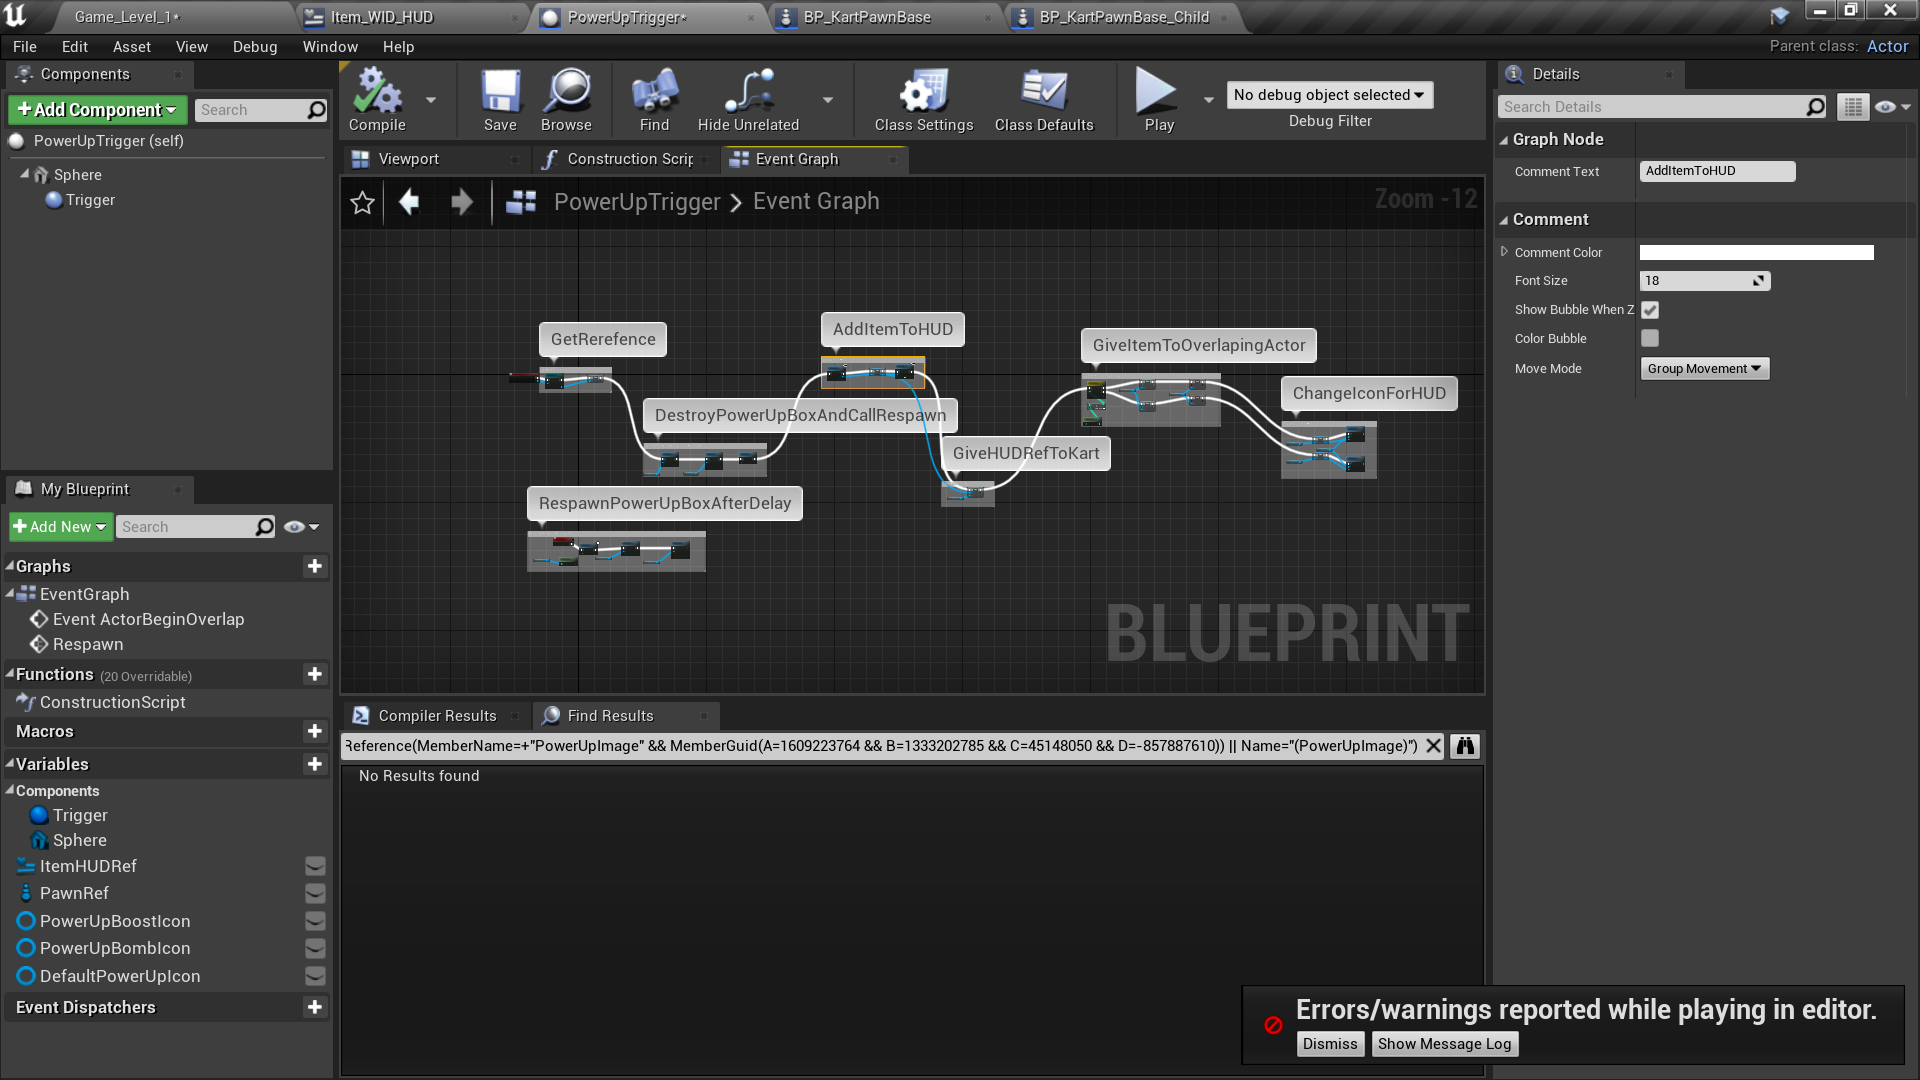 Game_Level_1*
Item_WID_HUD
PowerUpTrigger*
BP_KartPawnBase
BP_KartPawnBase_Child
File Edit Asset View Debug Window Help
Parent class: Actor
Components
Add Component
Search
PowerUpTrigger (self)
Sphere
Trigger
Compile
Save
Browse
Find
Hide Unrelated
Class Settings
Class Defaults
Play
No debug object selected
Debug Filter
Viewport
Construction Scrip
Event Graph
PowerUpTrigger > Event Graph
Zoom -12
GetRerefence
AddItemToHUD
GiveItemToOverlapingActor
ChangeIconForHUD
DestroyPowerUpBoxAndCallRespawn
GiveHUDRefToKart
RespawnPowerUpBoxAfterDelay
BLUEPRINT
My Blueprint
Add New
Search
Graphs
EventGraph
Event ActorBeginOverlap
Respawn
Functions (20 Overridable)
ConstructionScript
Macros
Variables
Components
Trigger
Sphere
ItemHUDRef
PawnRef
PowerUpBoostIcon
PowerUpBombIcon
DefaultPowerUpIcon
Event Dispatchers
Compiler Results
Find Results
Reference(MemberName=+"PowerUpImage" && MemberGuid(A=1609223764 && B=1333202785 && C=45148050 && D=-857887610)) || Name="(PowerUpImage)")
No Results found
Details
Search Details
Graph Node
Comment Text AddItemToHUD
Comment
Comment Color
Font Size 18
Show Bubble When Z
Color Bubble
Move Mode Group Movement
Errors/warnings reported while playing in editor.
Dismiss
Show Message Log